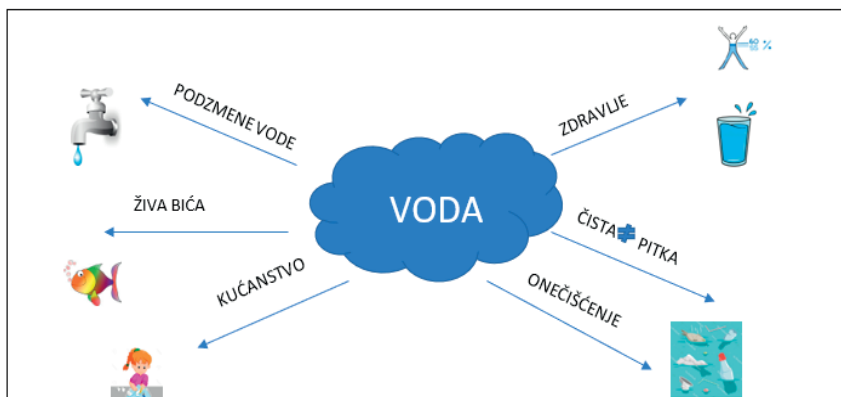 PODZMENE VODE
ŽIVA BIĆA
KUĆANSTVO
VODA
ZDRAVLJE
ČISTA≠PITKA
ONEČIŠĆENJE